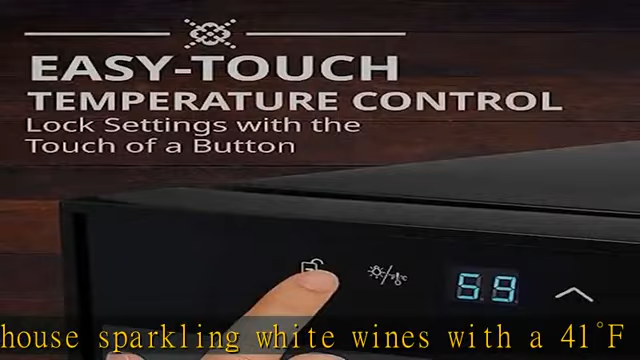 EASY-TOUCH
TEMPERATURE CONTROL
Lock Settings with the
Touch of a Button
59
house sparkling white wines with a 41°F